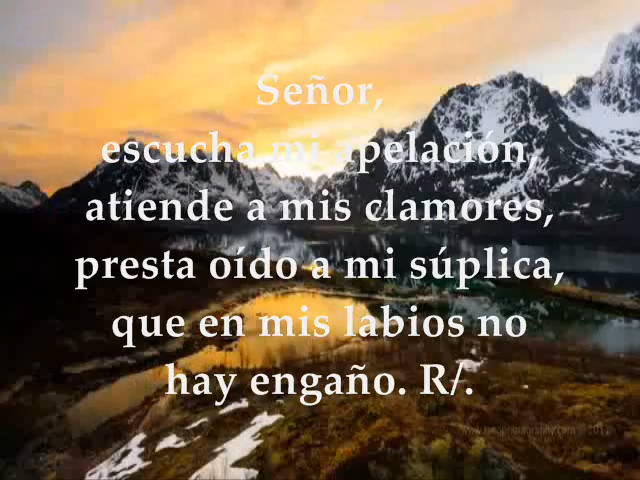 Señor,
escucha mi apelación,
atiende a mis clamores,
presta oído a mi súplica,
que en mis labios no
hay engaño. R/.